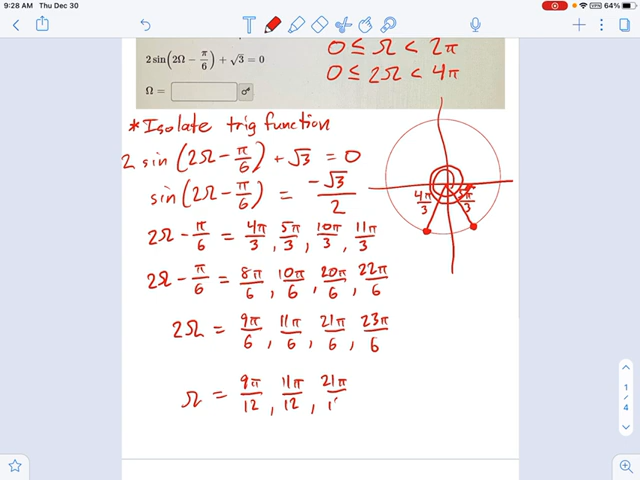 9:28 AM Thu Dec 30
64%
2 sin(2Ω − π/6) + √3 = 0
Ω =
0 ≤ Ω < 2π
0 ≤ 2Ω < 4π
*Isolate trig function
2 sin(2Ω − π/6) + √3 = 0
sin(2Ω − π/6) = −√3/2
4π/3 5π/3
2Ω − π/6 = 4π/3, 5π/3, 10π/3, 11π/3
2Ω − π/6 = 8π/6, 10π/6, 20π/6, 22π/6
2Ω = 9π/6, 11π/6, 21π/6, 23π/6
Ω = 9π/12, 11π/12, 21π/1
1/4